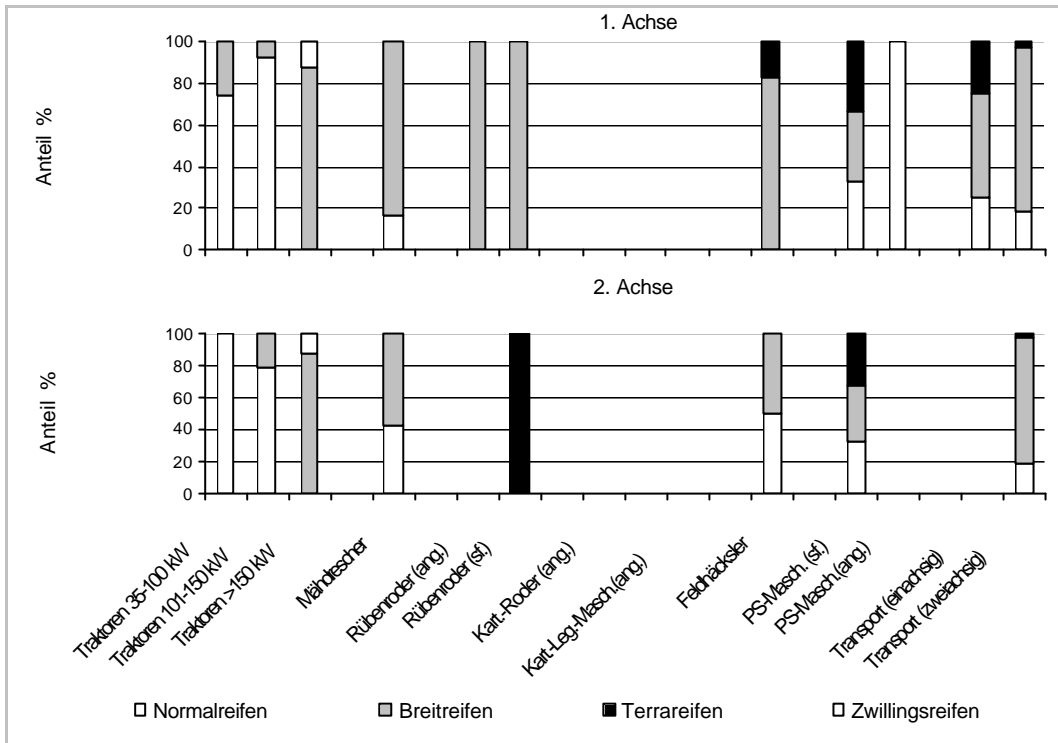 1. Achse
Anteil %
100
80
60
40
20
0
2. Achse
Anteil %
100
80
60
40
20
0
Traktoren 35-100 kW
Traktoren 101-150 kW
Traktoren >150 kW
Mähdrescher
Rübenroder (ang.)
Rübenroder (sf.)
Kart.-Roder (ang.)
Kart-Leg.-Masch.(ang.)
Feldhäcksler
PS-Masch. (sf.)
PS-Masch.(ang.)
Transport (einachsig)
Transport (zweiachsig)
Normalreifen Breitreifen Terrareifen Zwillingsreifen